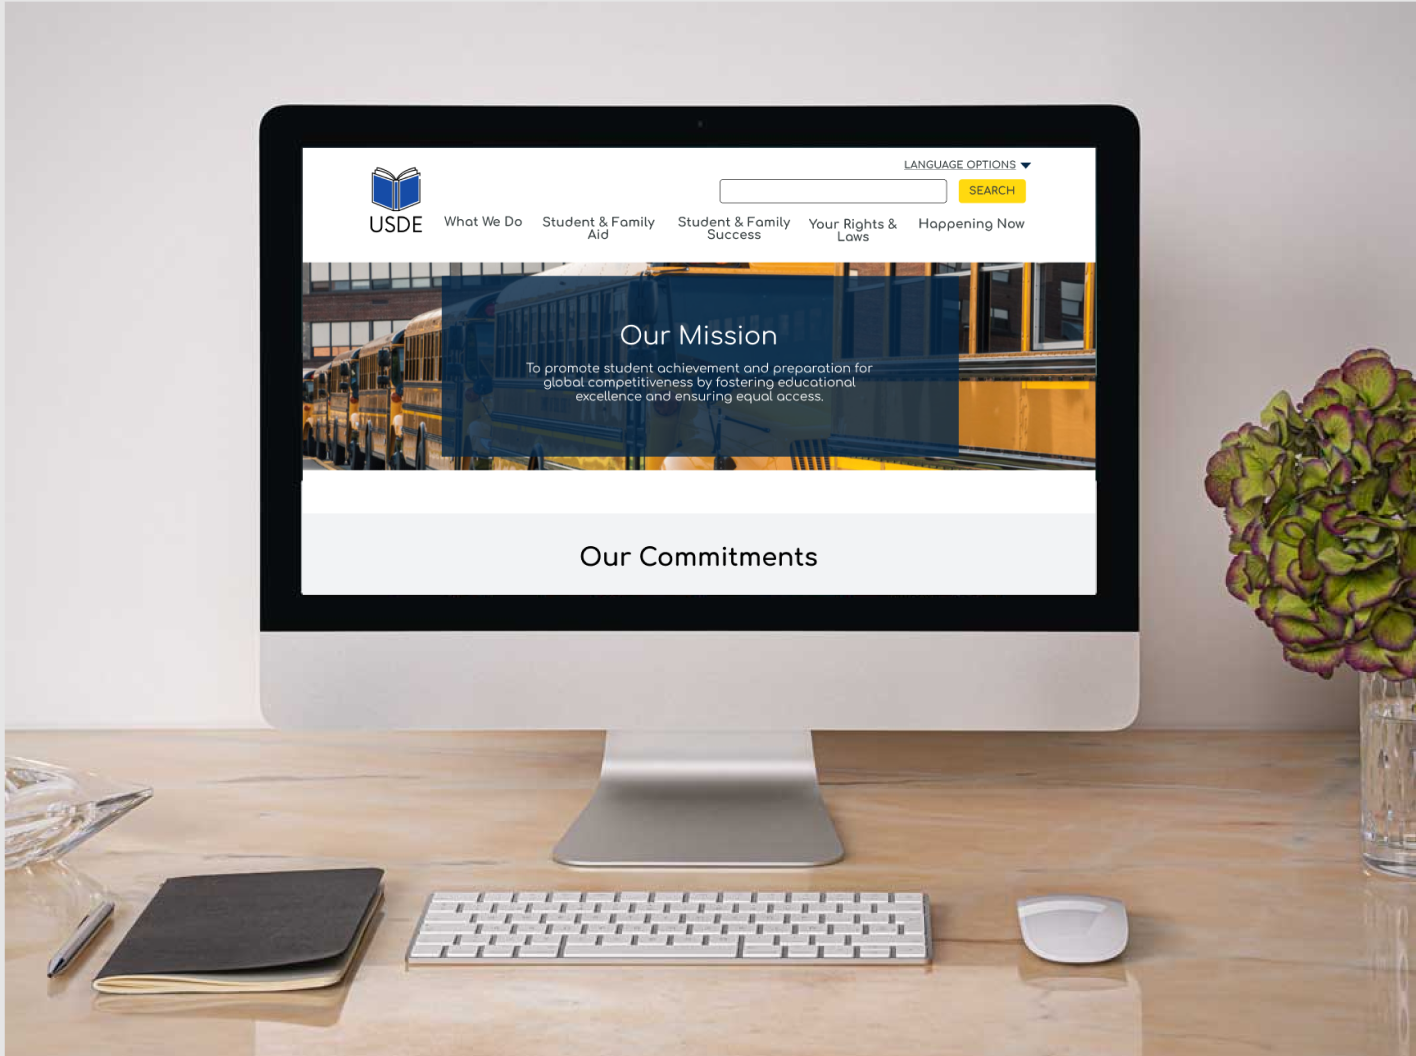 LANGUAGE OPTIONS
SEARCH
USDE
What We Do
Student & Family
Aid
Student & Family
Success
Your Rights &
Laws
Happening Now
Our Mission
To promote student achievement and preparation for
global competitiveness by fostering educational
excellence and ensuring equal access.
Our Commitments